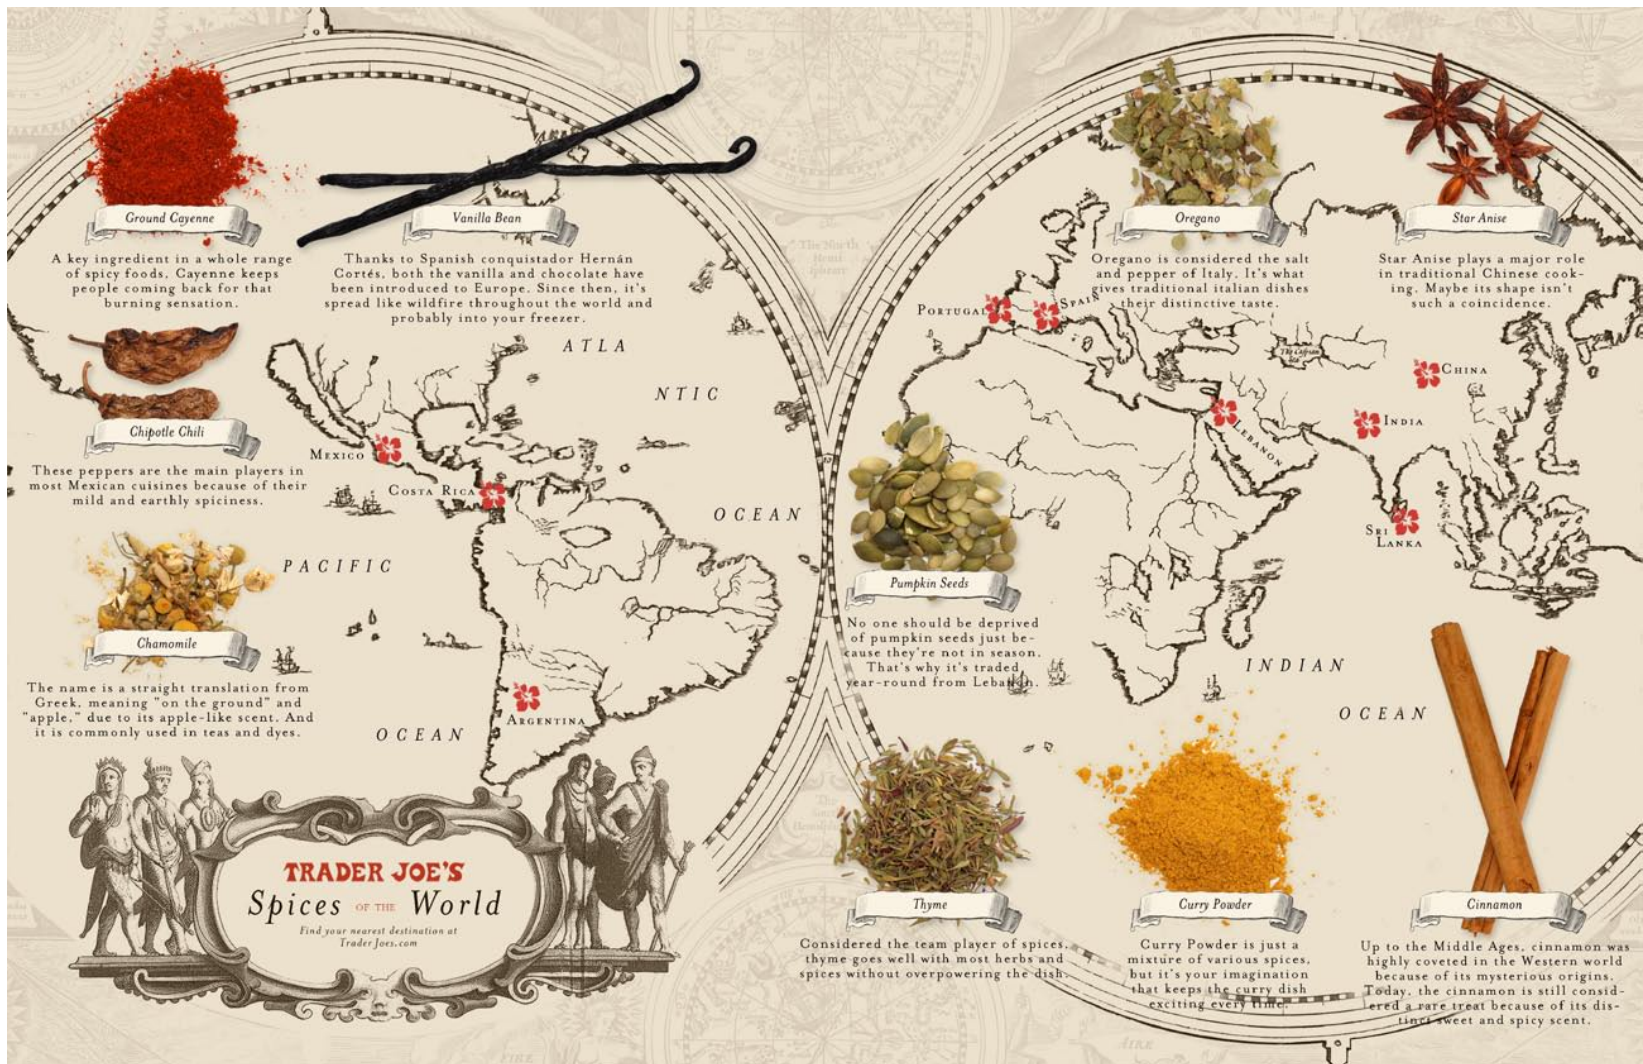 Ground Cayenne
A key ingredient in a whole range
of spicy foods, Cayenne keeps
people coming back for that
burning sensation.
Vanilla Bean
Thanks to Spanish conquistador Hernán
Cortés, both the vanilla and chocolate have
been introduced to Europe. Since then, it's
spread like wildfire throughout the world and
probably into your freezer.
Chipotle Chili
These peppers are the main players in
most Mexican cuisines because of their
mild and earthly spiciness.
Chamomile
The name is a straight translation from
Greek, meaning "on the ground" and
"apple," due to its apple-like scent. And
it is commonly used in teas and dyes.
ATLA
NTIC
OCEAN
MEXICO
COSTA RICA
PACIFIC
OCEAN
ARGENTINA
TRADER JOE'S
Spices OF THE World
Find your nearest destination at
TraderJoes.com
Oregano
Oregano is considered the salt
and pepper of Italy. It's what
gives traditional italian dishes
their distinctive taste.
Star Anise
Star Anise plays a major role
in traditional Chinese cook-
ing. Maybe its shape isn't
such a coincidence.
PORTUGAL
SPAIN
The Caspian
Sea
CHINA
INDIA
LEBANON
SRI
LANKA
Pumpkin Seeds
No one should be deprived
of pumpkin seeds just be-
cause they're not in season.
That's why it's traded
year-round from Lebanon.
INDIAN
OCEAN
Thyme
Considered the team player of spices,
thyme goes well with most herbs and
spices without overpowering the dish.
Curry Powder
Curry Powder is just a
mixture of various spices,
but it's your imagination
that keeps the curry dish
exciting every time.
Cinnamon
Up to the Middle Ages, cinnamon was
highly coveted in the Western world
because of its mysterious origins.
Today, the cinnamon is still consid-
ered a rare treat because of its dis-
tinct sweet and spicy scent.